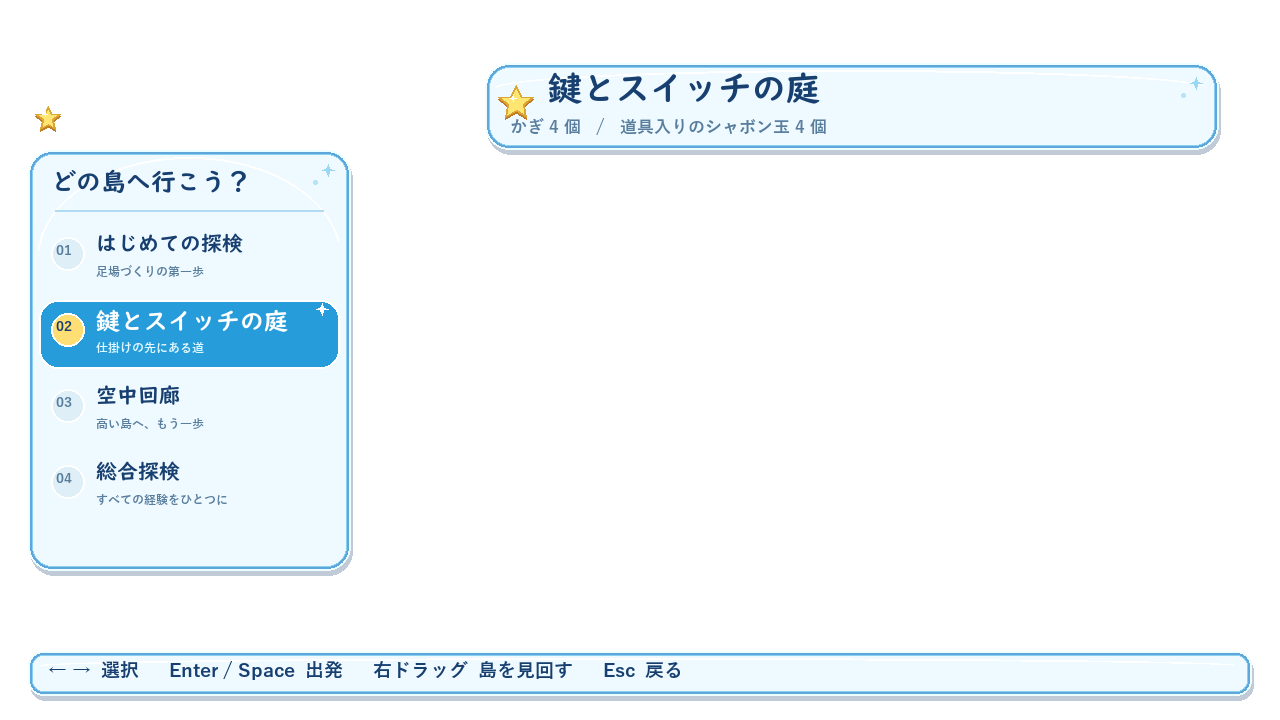 鍵とスイッチの庭
かぎ 4 個 / 道具入りのシャボン玉 4 個
どの島へ行こう？
01 はじめての探検
足場づくりの第一歩
02 鍵とスイッチの庭
仕掛けの先にある道
03 空中回廊
高い島へ、もう一歩
04 総合探検
すべての経験をひとつに
← → 選択 Enter / Space 出発 右ドラッグ 島を見回す Esc 戻る